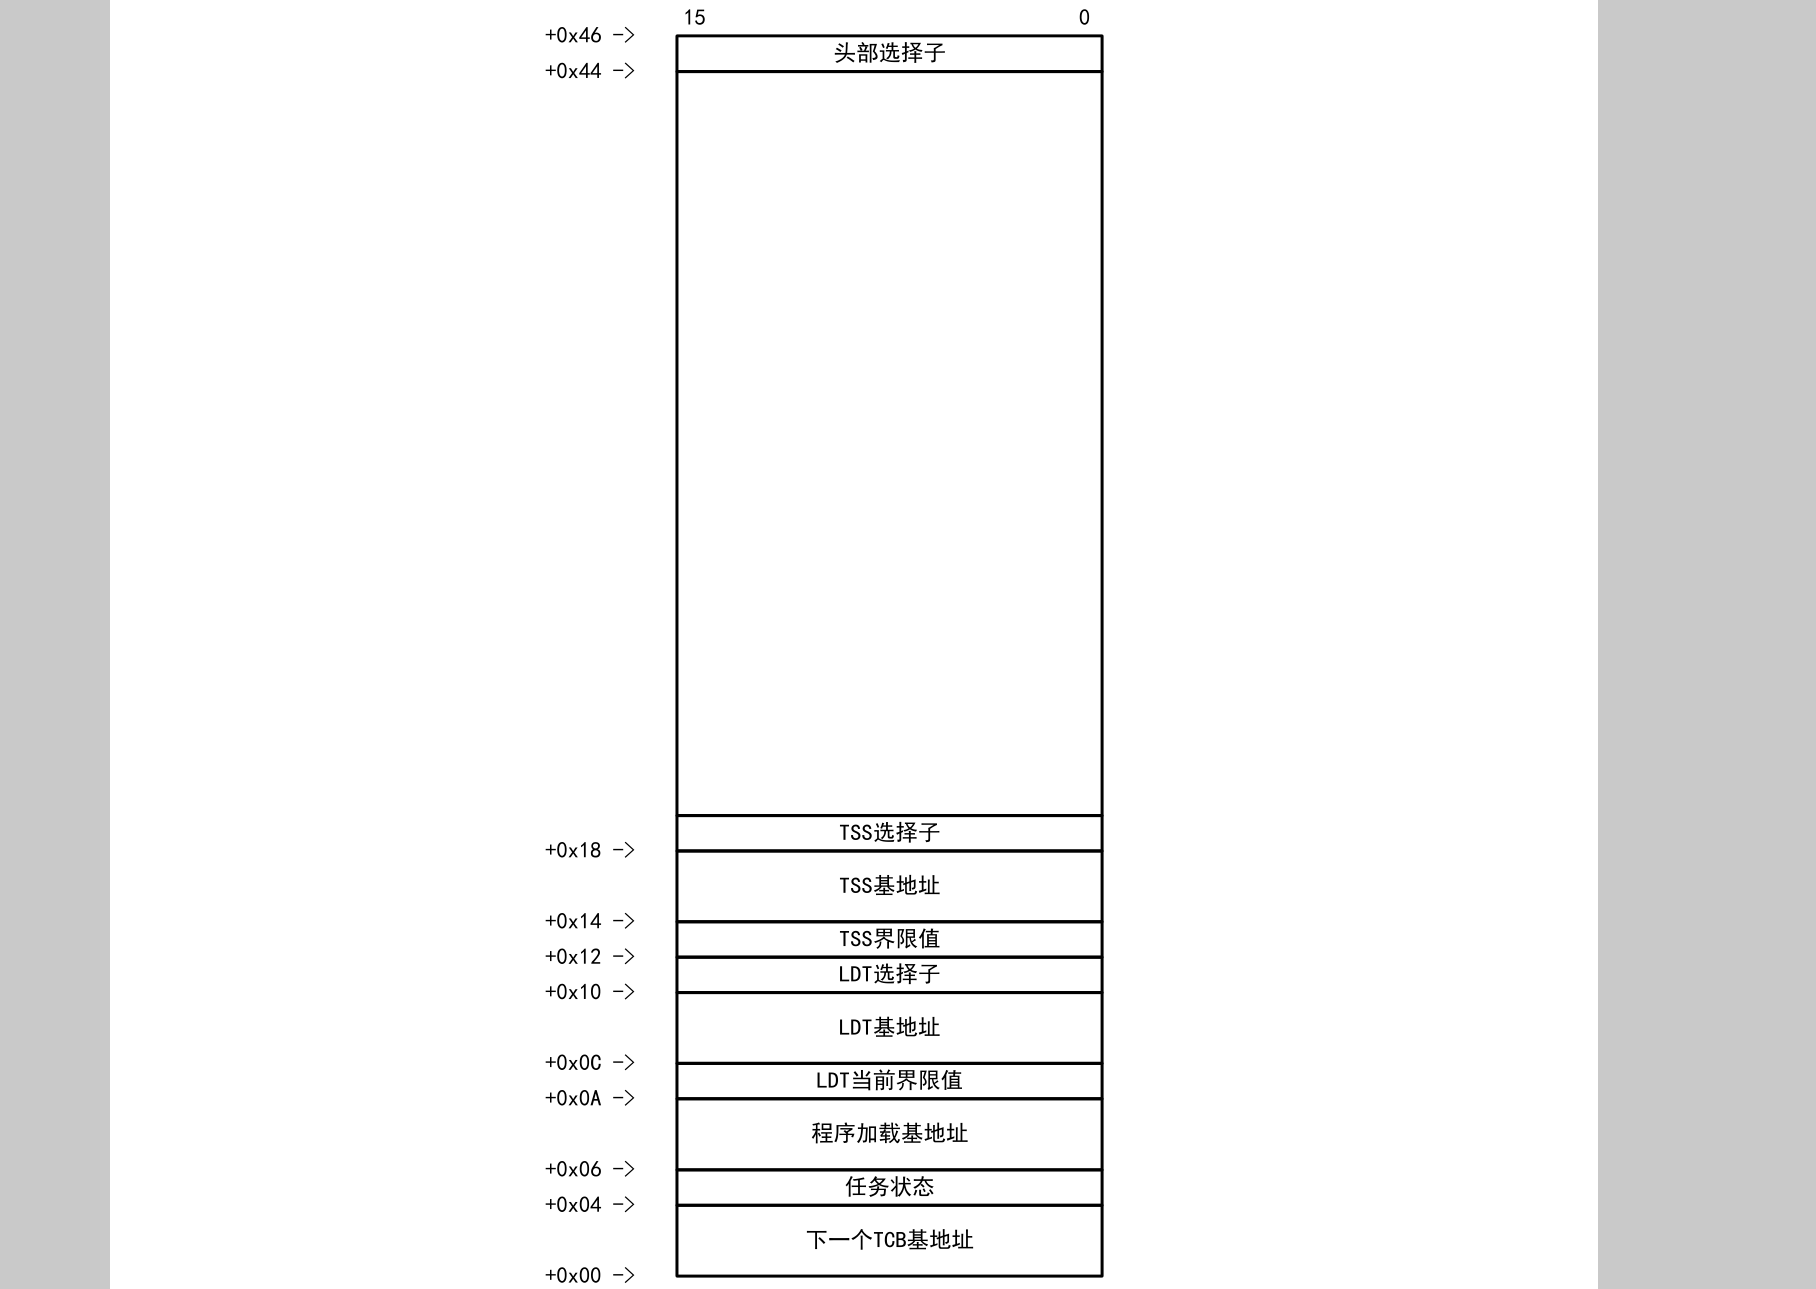 15 0
+0x46 ->
头部选择子
+0x44 ->
TSS选择子
+0x18 ->
TSS基地址
+0x14 ->
TSS界限值
+0x12 ->
LDT选择子
+0x10 ->
LDT基地址
+0x0C ->
LDT当前界限值
+0x0A ->
程序加载基地址
+0x06 ->
任务状态
+0x04 ->
下一个TCB基地址
+0x00 ->